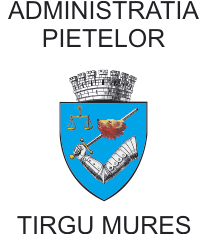 ADMINISTRATIA
PIETELOR
TIRGU MURES